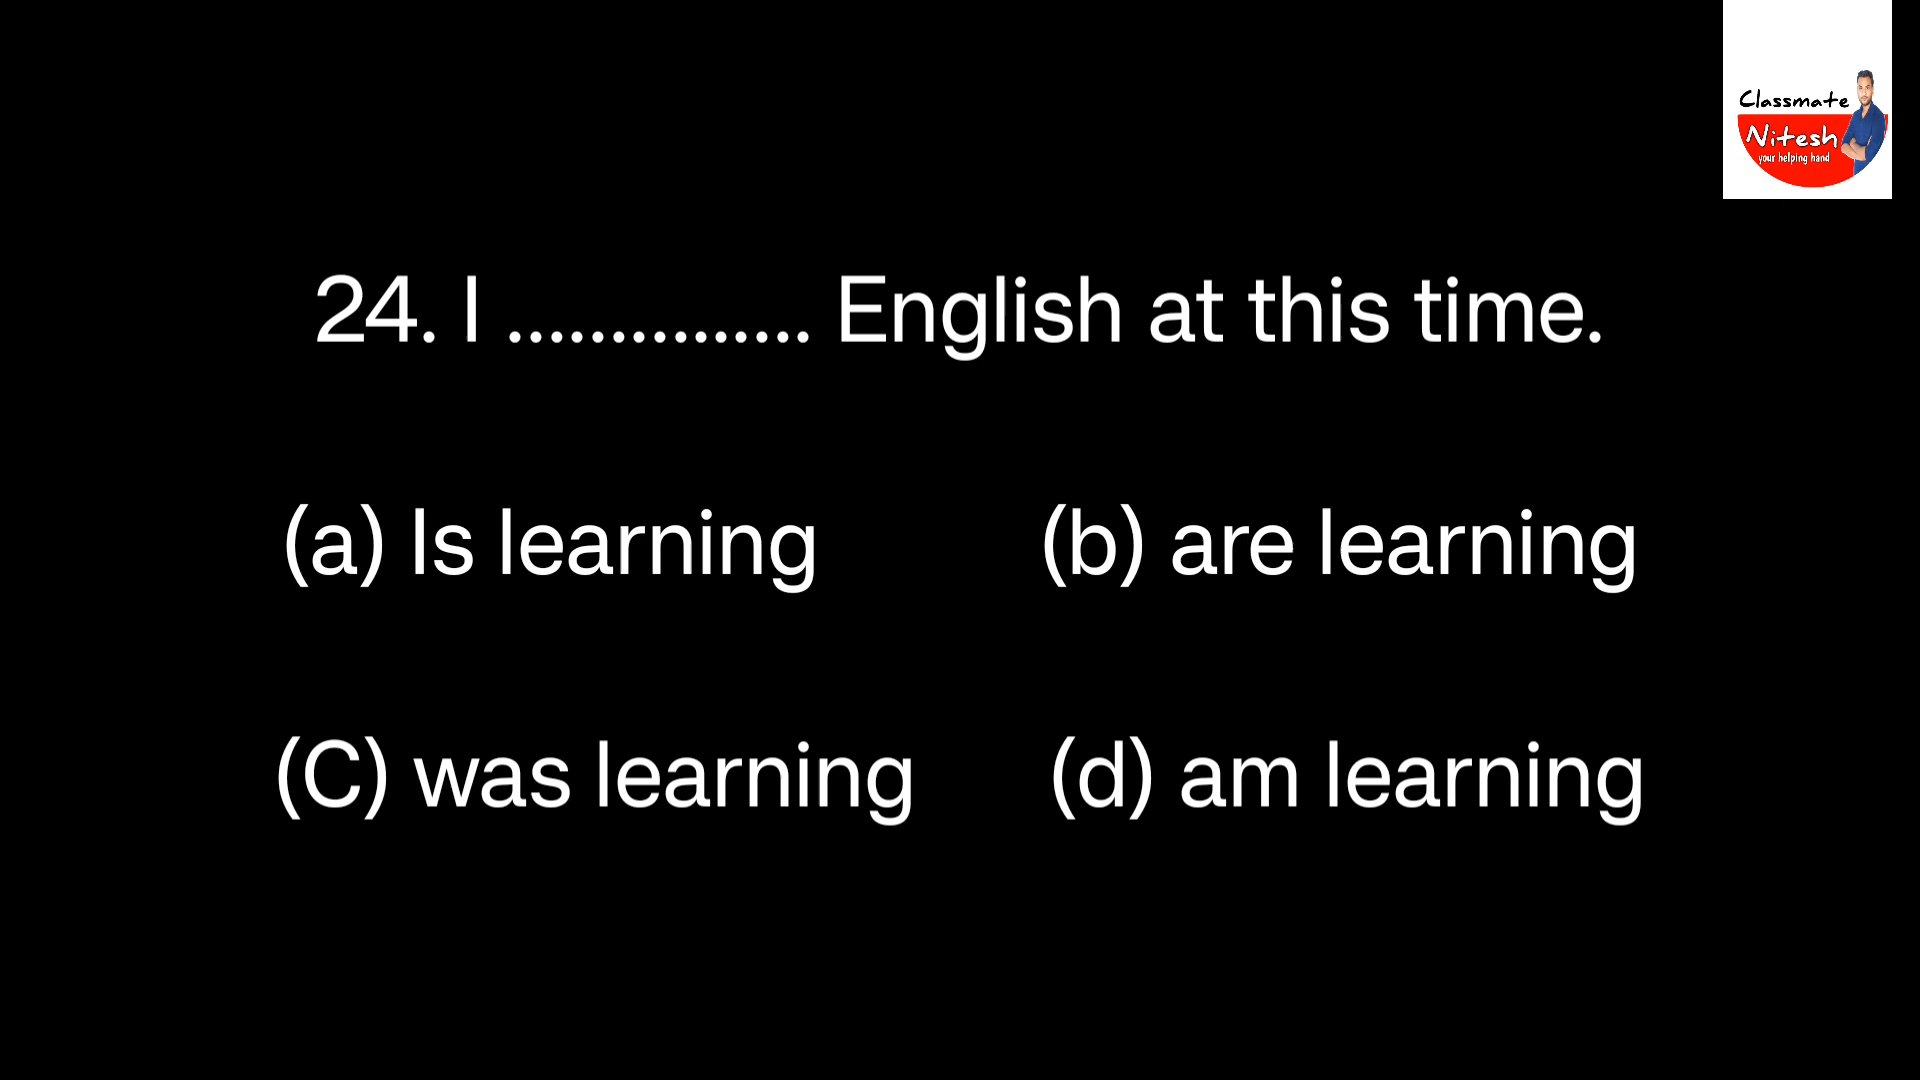 Classmate
Nitesh
your helping hand
24. I ............... English at this time.
(a) Is learning (b) are learning
(C) was learning (d) am learning